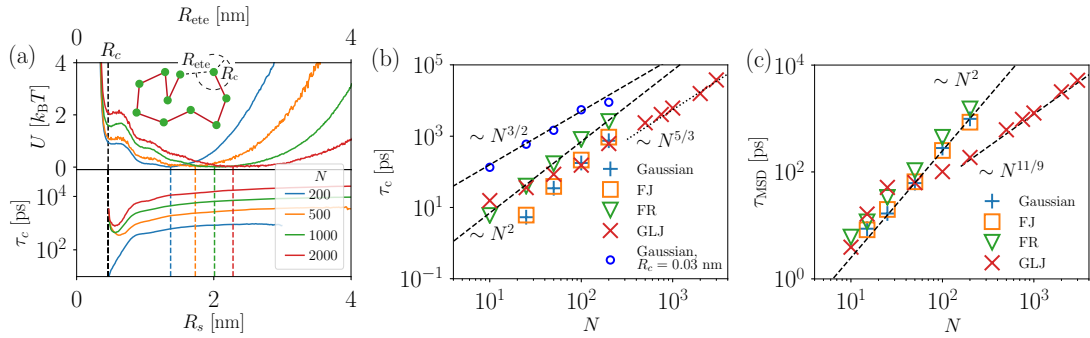 R_ete [nm]
0 4
(a)
R_c
R_ete
R_c
4
2
0
U [k_BT]
N
200
500
1000
2000
10^4
10^2
τ_c [ps]
0 2 4
R_s [nm]
(b)
10^5
10^3
10^1
10^−1
τ_c [ps]
~ N^{3/2}
~ N^{5/3}
~ N^2
Gaussian
FJ
FR
GLJ
Gaussian,
R_c = 0.03 nm
10^1 10^2 10^3
N
(c)
10^4
10^2
10^0
τ_MSD [ps]
~ N^2
~ N^{11/9}
Gaussian
FJ
FR
GLJ
10^1 10^2 10^3
N